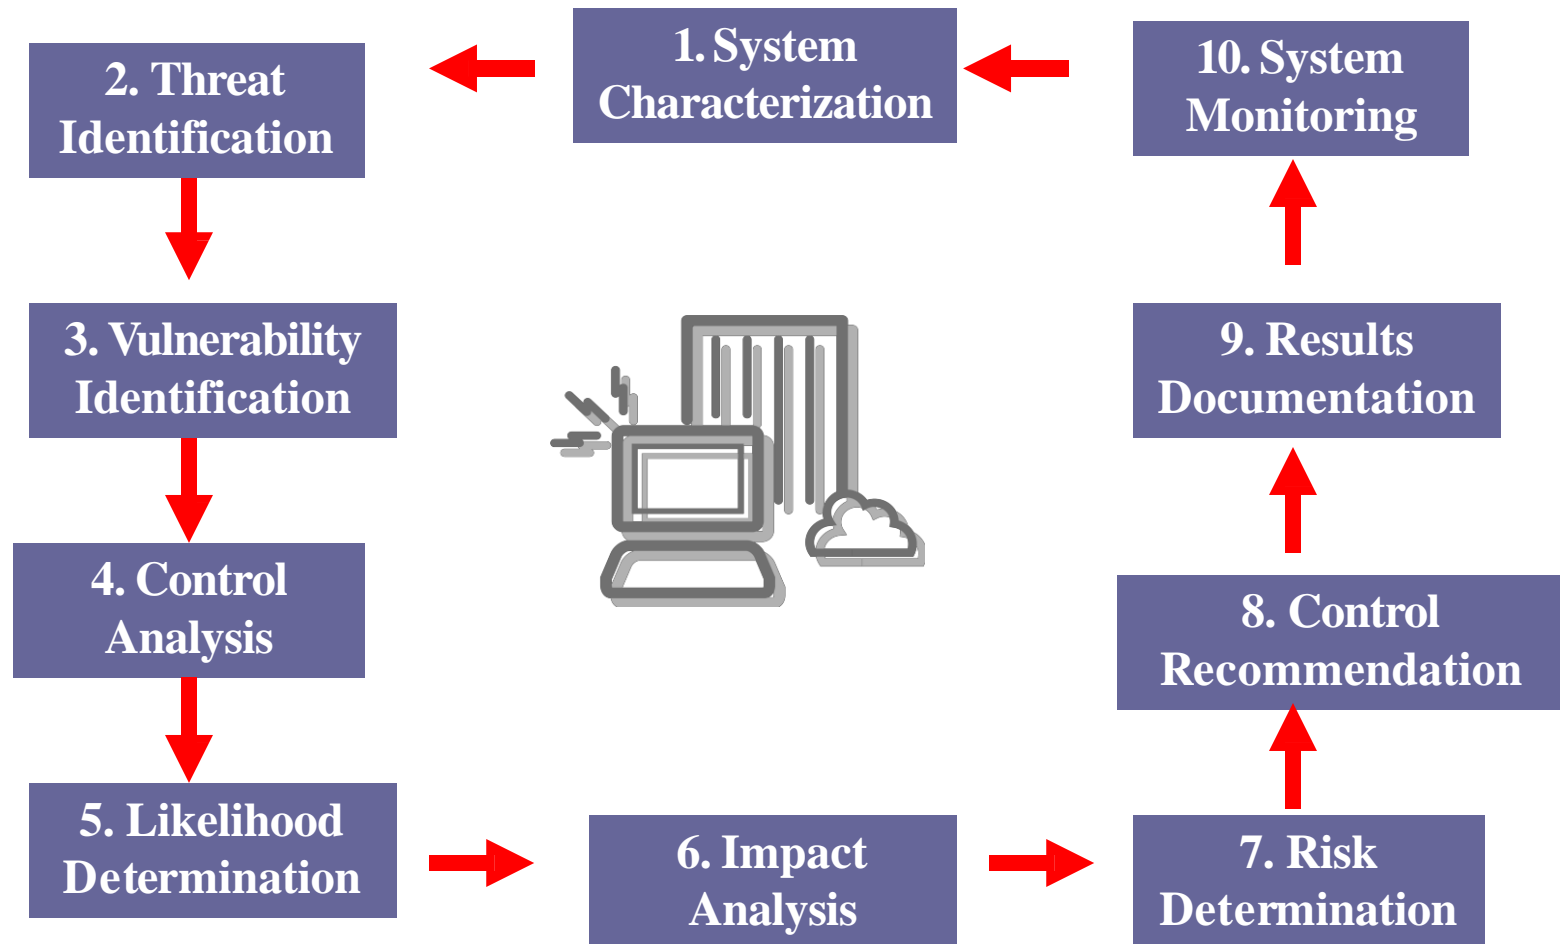 1. System
Characterization
2. Threat
Identification
3. Vulnerability
Identification
4. Control
Analysis
5. Likelihood
Determination
6. Impact
Analysis
7. Risk
Determination
8. Control
Recommendation
9. Results
Documentation
10. System
Monitoring